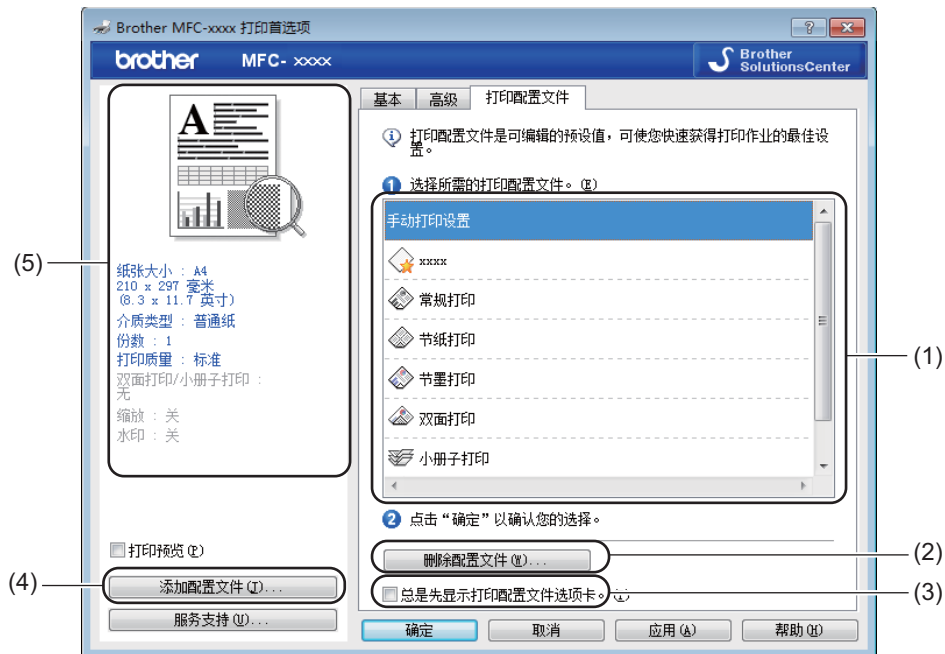 Brother MFC-xxxx 打印首选项
brother MFC- xxxx
Brother
SolutionsCenter
A
纸张大小 : A4
210 x 297 毫米
(8.3 x 11.7 英寸)
介质类型 : 普通纸
份数 : 1
打印质量 : 标准
双面打印/小册子打印 :
无
缩放 : 关
水印 : 关
(5)
打印预览(P)
(4)
添加配置文件(T)...
服务支持(U)...
基本 高级 打印配置文件
打印配置文件是可编辑的预设值，可使您快速获得打印作业的最佳设
置。
1 选择所需的打印配置文件。(E)
手动打印设置
xxxx
常规打印
节纸打印
节墨打印
双面打印
小册子打印
(1)
2 点击“确定”以确认您的选择。
删除配置文件(W)...
(2)
总是先显示打印配置文件选项卡。
(3)
确定 取消 应用(A) 帮助(H)